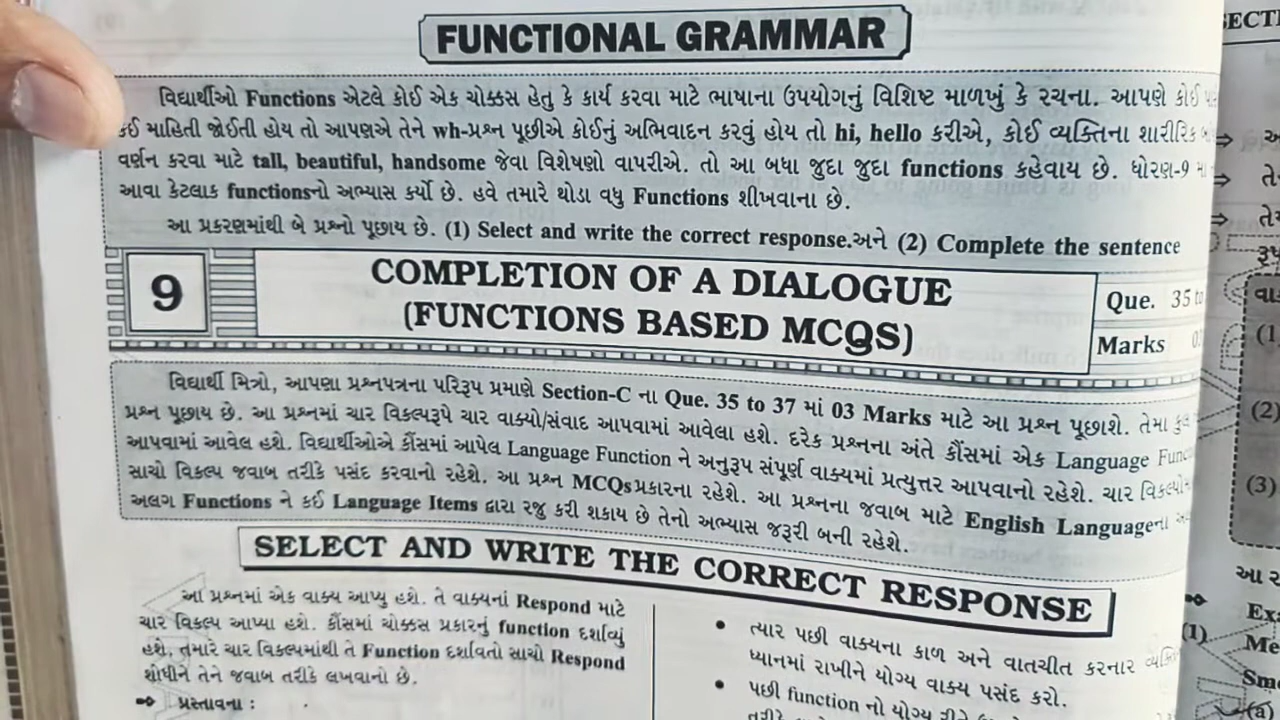 FUNCTIONAL GRAMMAR
વિદ્યાર્થીઓ Functions એટલે કોઈ એક ચોક્કસ હેતુ કે કાર્ય કરવા માટે ભાષાના ઉપયોગનું વિશિષ્ટ માળખું કે રચના. આપણે કોઈ
કઈ માહિતી જોઈતી હોય તો આપણએ તેને wh-પ્રશ્ન પૂછીએ કોઈનું અભિવાદન કરવું હોય તો hi, hello કરીએ, કોઈ વ્યક્તિના શારીરિક
વર્ણન કરવા માટે tall, beautiful, handsome જેવા વિશેષણો વાપરીએ. તો આ બધા જુદા જુદા functions કહેવાય છે. ધોરણ-9
આવા કેટલાક functionsનો અભ્યાસ કર્યો છે. હવે તમારે થોડા વધુ Functions શીખવાના છે.
આ પ્રકરણમાંથી બે પ્રશ્નો પૂછાય છે. (1) Select and write the correct response.અને (2) Complete the sentence
9
COMPLETION OF A DIALOGUE
(FUNCTIONS BASED MCQS)
Que. 35 to
Marks
વિદ્યાર્થી મિત્રો, આપણા પ્રશ્નપત્રના પરિરૂપ પ્રમાણે Section-C ના Que. 35 to 37 માં 03 Marks માટે આ પ્રશ્ન પૂછાશે. તેમા કુલ
પ્રશ્ન પૂછાય છે. આ પ્રશ્નમાં ચાર વિકલ્પરૂપે ચાર વાક્યો/સંવાદ આપવામાં આવેલા હશે. દરેક પ્રશ્નના અંતે કૌંસમાં એક Language
આપવામાં આવેલ હશે. વિદ્યાર્થીઓએ કૌંસમાં આપેલ Language Function ને અનુરૂપ સંપૂર્ણ વાક્યમાં પ્રત્યુત્તર આપવાનો રહેશે. ચાર
સાચો વિકલ્પ જવાબ તરીકે પસંદ કરવાનો રહેશે. આ પ્રશ્ન MCQsપ્રકારના રહેશે. આ પ્રશ્નના જવાબ માટે English Languageના
અલગ Functions ને કઈ Language Items દ્વારા રજુ કરી શકાય છે તેનો અભ્યાસ જરૂરી બની રહેશે.
SELECT AND WRITE THE CORRECT RESPONSE
આ પ્રશ્નમાં એક વાક્ય આપ્યુ હશે. તે વાક્યનાં Respond માટે
ચાર વિકલ્પ આપ્યા હશે. કૌંસમાં ચોક્કસ પ્રકારનું function દર્શાવ્યું
હશે. તમારે ચાર વિકલ્પમાંથી તે Function દર્શાવતો સાચો Respond
શોધીને તેને જવાબ તરીકે લખવાનો છે.
પ્રસ્તાવના :
• ત્યાર પછી વાક્યના કાળ અને વાતચીત કરનાર
ધ્યાનમાં રાખીને યોગ્ય વાક્ય પસંદ કરો.
• પછી function નો યોગ્ય રીતે
(2)
(3)
આ
(1)
(a)